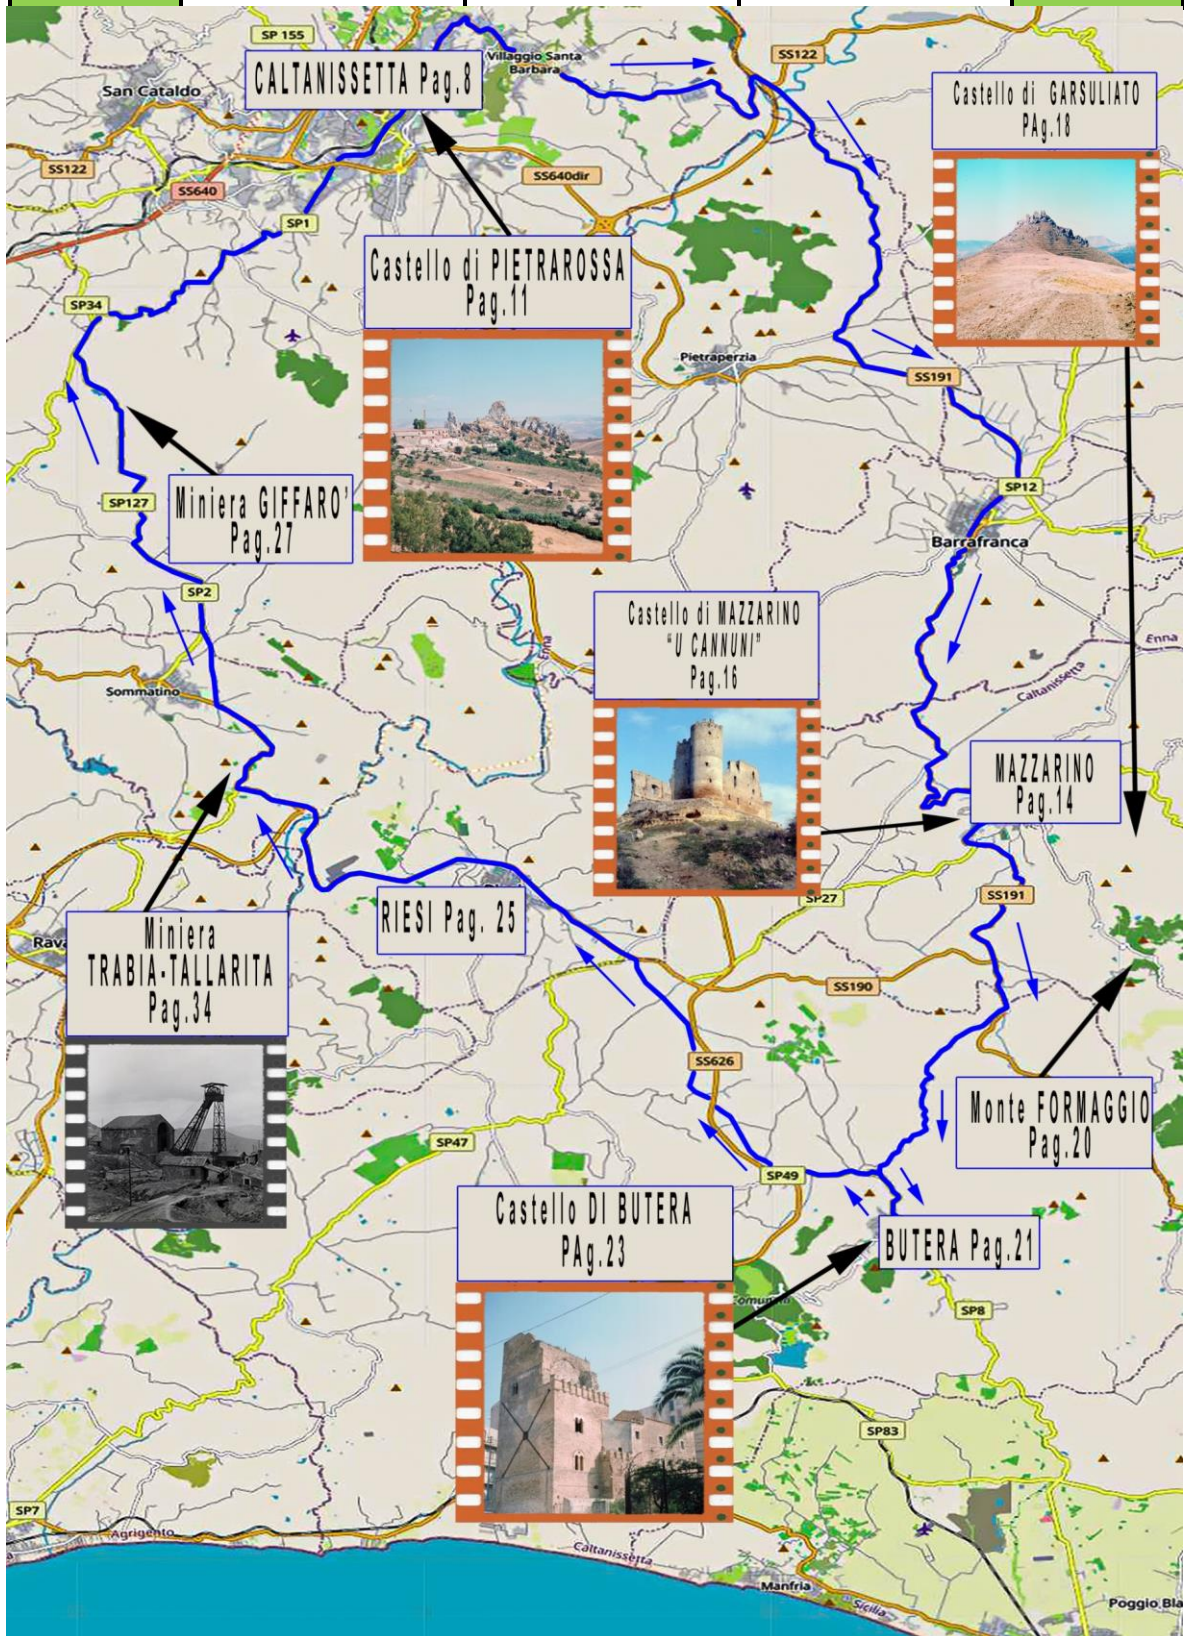 SP 155
Villaggio Santa
Barbara
SS122
San Cataldo
CALTANISSETTA Pag.8
Castello di GARSULIATO
PAg.18
SS122
SS640
SS640dir
SP1
Castello di PIETRAROSSA
Pag.11
SP34
Pietraperzia
SS191
Miniera GIFFARO'
Pag.27
SP127
SP12
Barrafranca
SP2
Castello di MAZZARINO
"U CANNUNI"
Pag.16
Enna
Enna
Caltanissetta
Sommatino
MAZZARINO
Pag.14
RIESI Pag. 25
SP27
SS191
Miniera
TRABIA-TALLARITA
Pag.34
Rava
SS190
SS626
Monte FORMAGGIO
Pag.20
SP47
SP49
Castello DI BUTERA
PAg.23
BUTERA Pag.21
SP8
SP83
SP7
Agrigento
Caltanissetta
Manfria
Sicilia
Poggio Bla